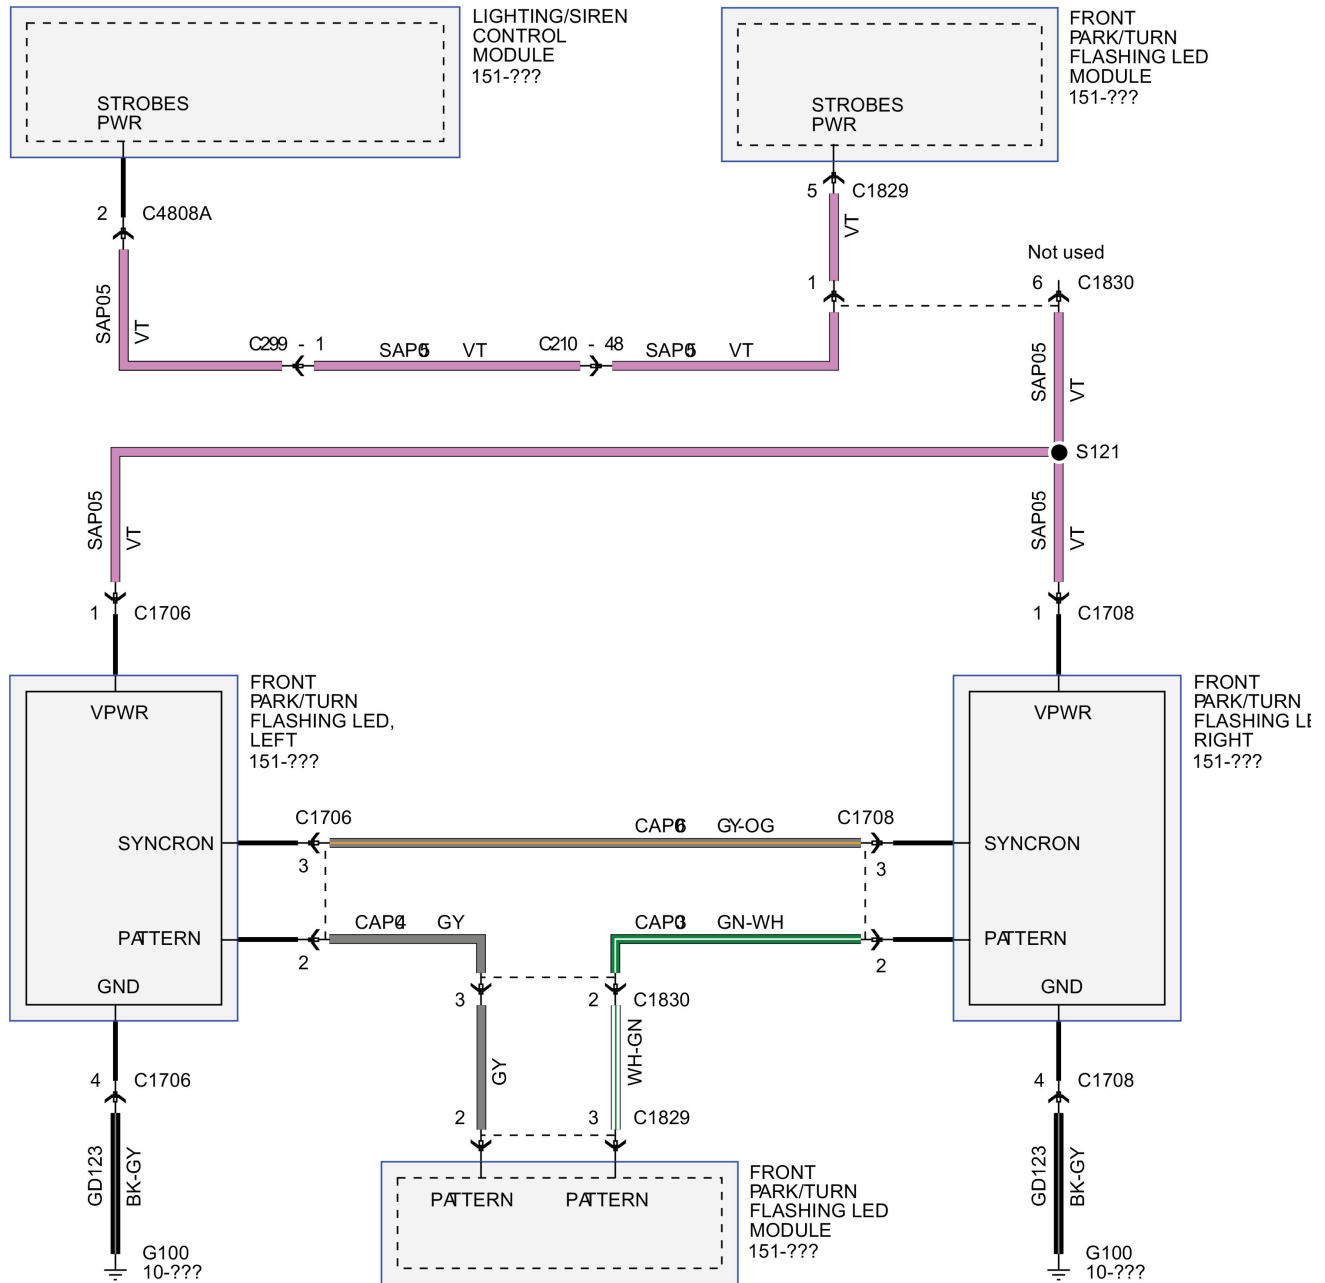 LIGHTING/SIREN
CONTROL
MODULE
151-???
STROBES
PWR
FRONT
PARK/TURN
FLASHING LED
MODULE
151-???
STROBES
PWR
5 C1829
VT
2 C4808A
Not used
1
6 C1830
SAP05
VT
C299 - 1
SAP05 VT
C210 - 48
SAP05 VT
SAP05
VT
S121
SAP05
VT
SAP05
VT
1 C1706
1 C1708
FRONT
PARK/TURN
FLASHING LED,
LEFT
151-???
VPWR
FRONT
PARK/TURN
FLASHING LE
RIGHT
151-???
VPWR
C1706
CAP06 GY-OG
C1708
SYNCRON
3
3
SYNCRON
CAP04 GY
CAP03 GN-WH
PATTERN
2
2
PATTERN
GND
GND
3
2 C1830
GY
WH-GN
4 C1706
4 C1708
2
3 C1829
GD123
BK-GY
GD123
BK-GY
PATTERN
PATTERN
FRONT
PARK/TURN
FLASHING LED
MODULE
151-???
G100
10-???
G100
10-???